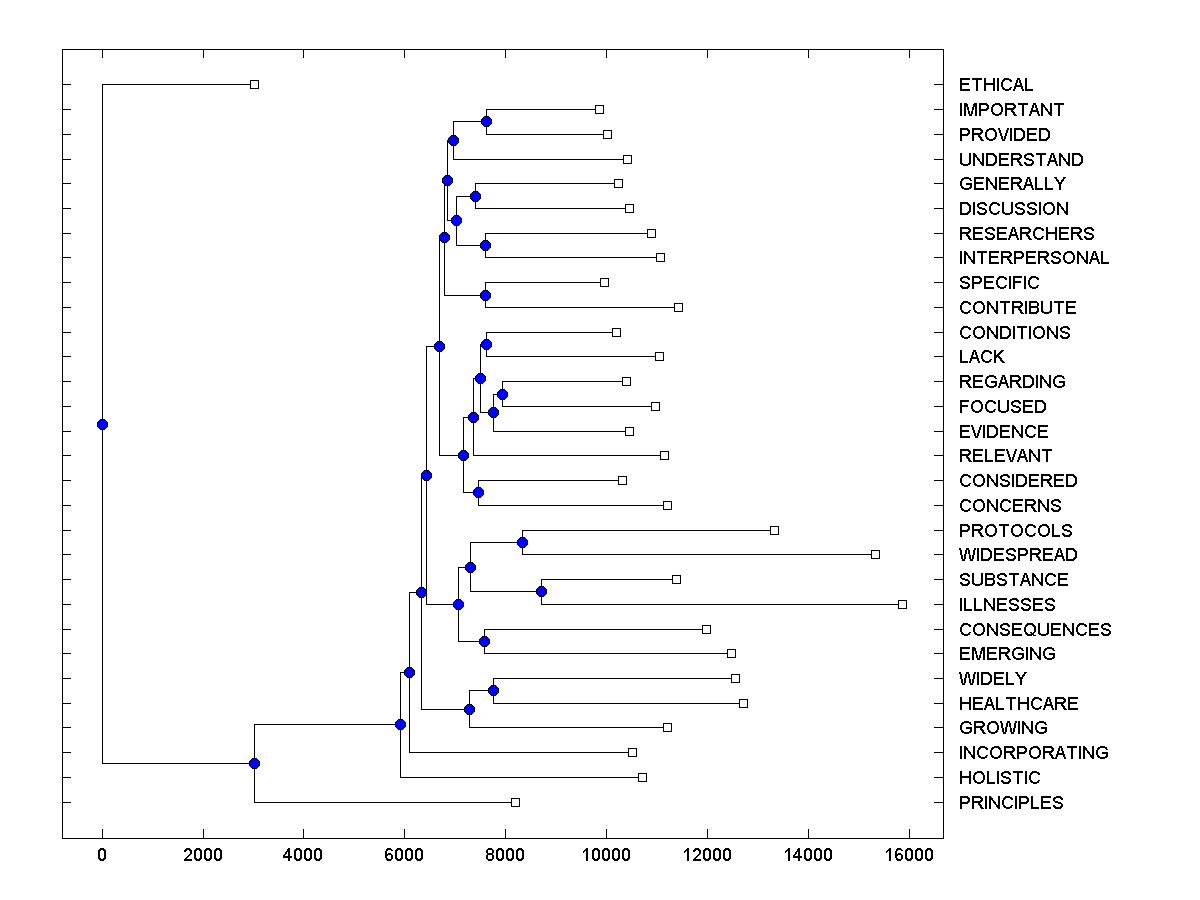 ETHICAL
IMPORTANT
PROVIDED
UNDERSTAND
GENERALLY
DISCUSSION
RESEARCHERS
INTERPERSONAL
SPECIFIC
CONTRIBUTE
CONDITIONS
LACK
REGARDING
FOCUSED
EVIDENCE
RELEVANT
CONSIDERED
CONCERNS
PROTOCOLS
WIDESPREAD
SUBSTANCE
ILLNESSES
CONSEQUENCES
EMERGING
WIDELY
HEALTHCARE
GROWING
INCORPORATING
HOLISTIC
PRINCIPLES
0 2000 4000 6000 8000 10000 12000 14000 16000